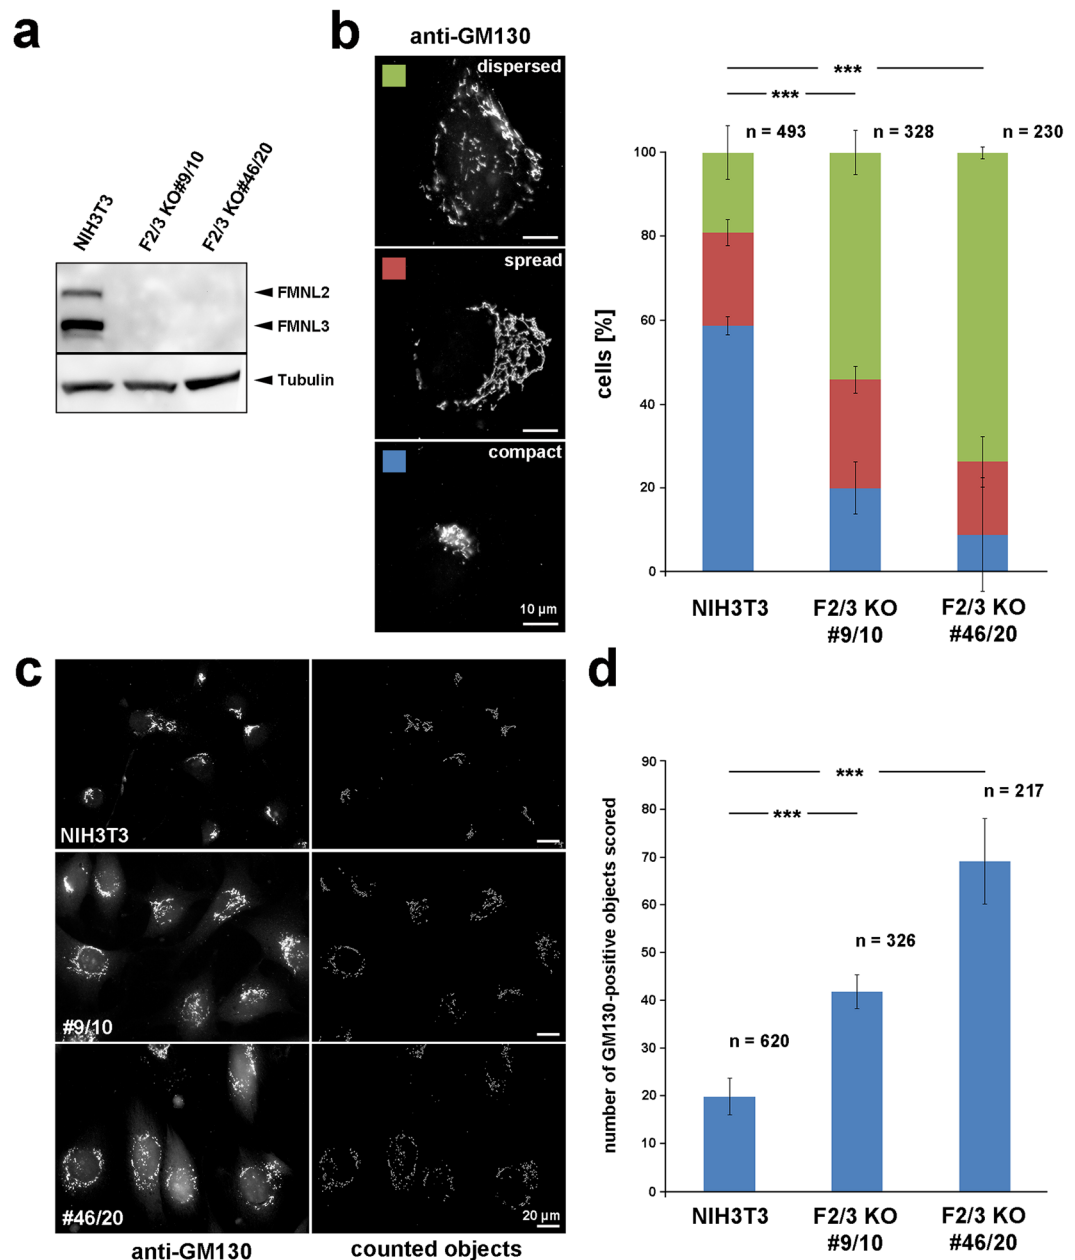 a
NIH3T3
F2/3 KO#9/10
F2/3 KO#46/20
FMNL2
FMNL3
Tubulin
b
anti-GM130
dispersed
spread
compact
10 µm
***
***
n = 493
n = 328
n = 230
cells [%]
100
80
60
40
20
0
NIH3T3
F2/3 KO
#9/10
F2/3 KO
#46/20
c
NIH3T3
#9/10
#46/20
20 µm
anti-GM130
counted objects
d
number of GM130-positive objects scored
90
80
70
60
50
40
30
20
10
0
***
***
n = 217
n = 326
n = 620
NIH3T3
F2/3 KO
#9/10
F2/3 KO
#46/20